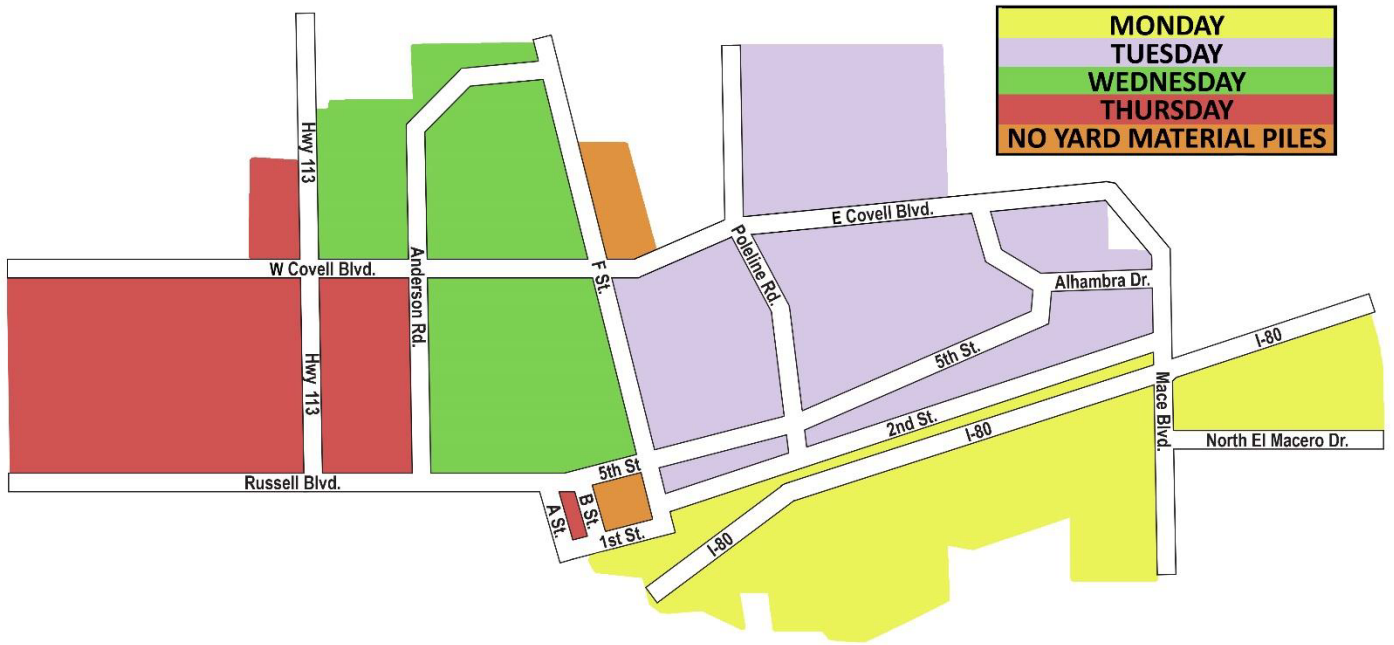 MONDAY
TUESDAY
WEDNESDAY
THURSDAY
NO YARD MATERIAL PILES
Hwy 113
E Covell Blvd.
Poleline Rd.
W Covell Blvd.
Anderson Rd.
F St.
Alhambra Dr.
I-80
Hwy 113
5th St.
Mace Blvd.
2nd St.
I-80
North El Macero Dr.
Russell Blvd.
5th St
A St.
B St.
1st St.
I-80